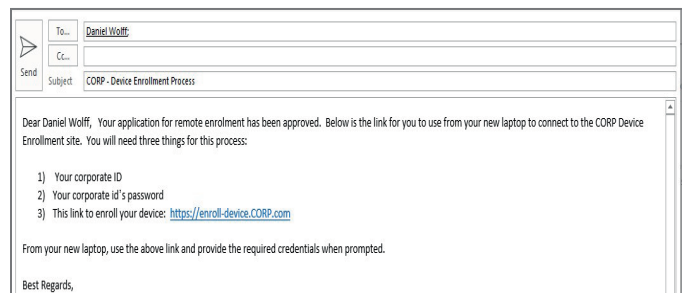 To...
Daniel Wolff;
Cc...
Send
Subject
CORP - Device Enrollment Process
Dear Daniel Wolff,   Your application for remote enrolment has been approved.  Below is the link for you to use from your new laptop to connect to the CORP Device
Enrollment site.  You will need three things for this process:
1)   Your corporate ID
2)   Your corporate id's password
3)   This link to enroll your device:  https://enroll-device.CORP.com
From your new laptop, use the above link and provide the required credentials when prompted.
Best Regards,